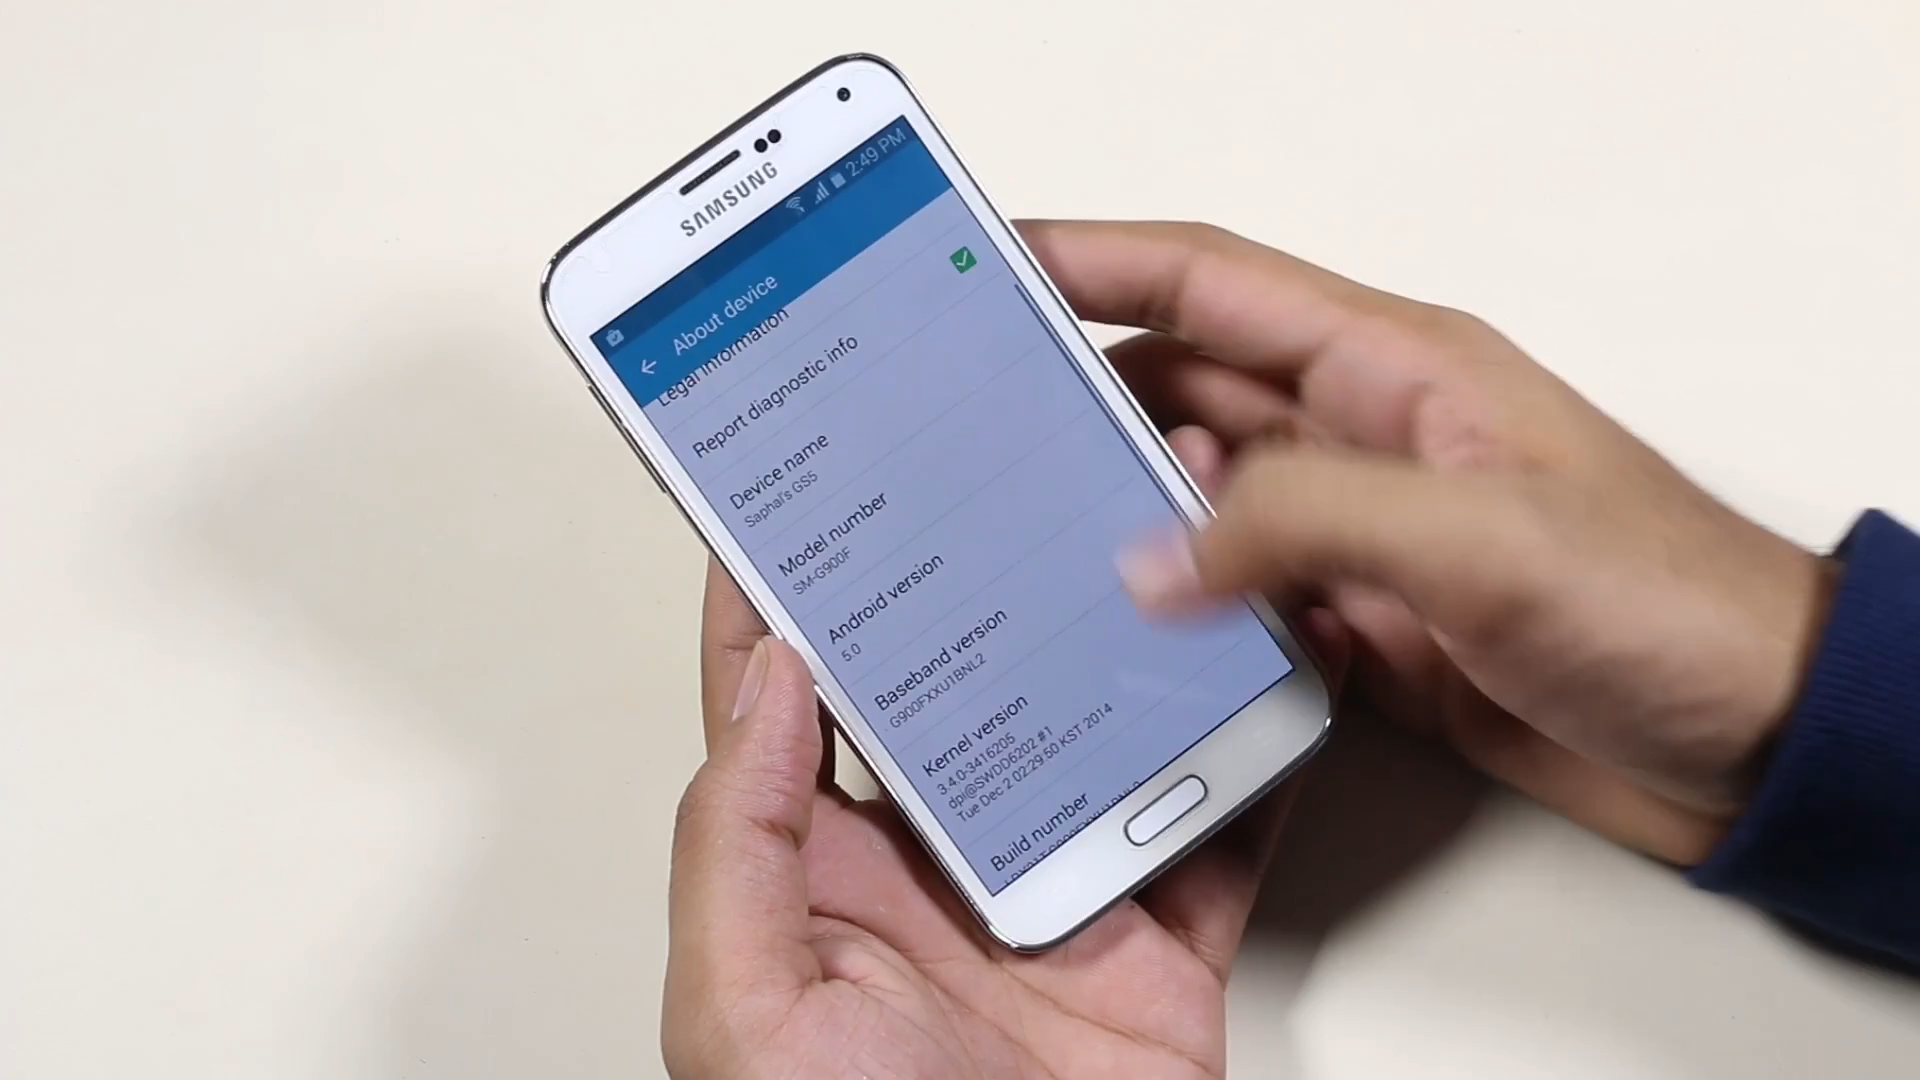 SAMSUNG
2:49 PM
About device
Legal information
Report diagnostic info
Device name
Saphal's GS5
Model number
SM-G900F
Android version
5.0
Baseband version
G900FXXU1BNL2
Kernel version
3.4.0-3416205
dpi@SWDD6202 #1
Tue Dec 2 02:29:50 KST 2014
Build number